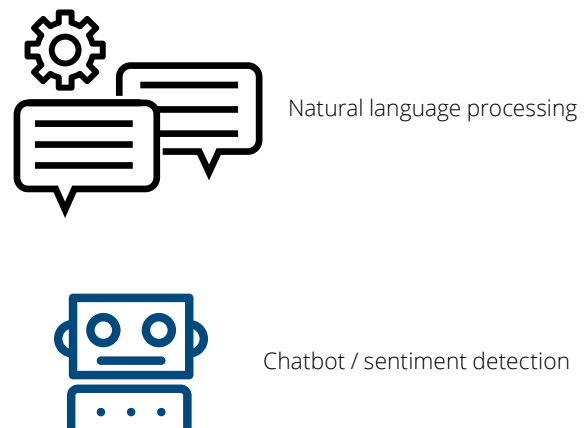 Natural language processing
Chatbot / sentiment detection